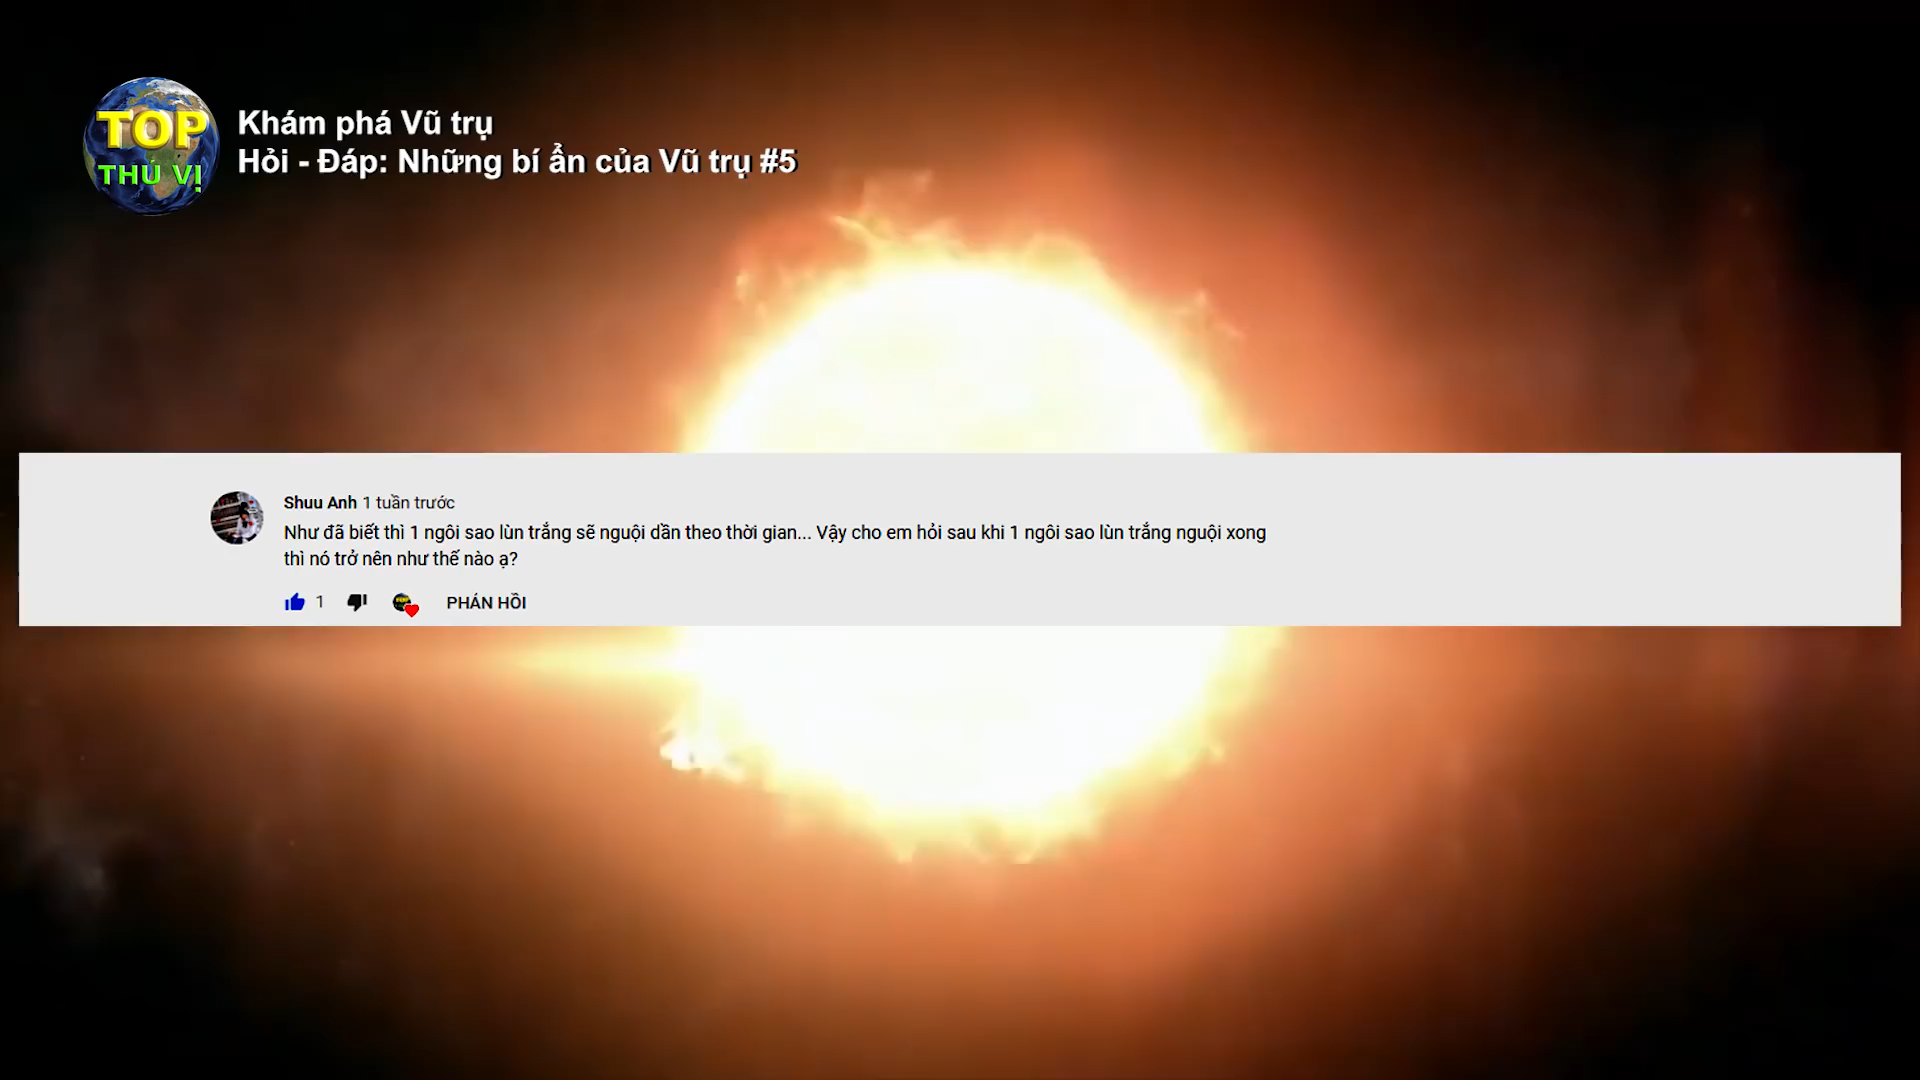 TOP
THÚ VỊ
Khám phá Vũ trụ
Hỏi - Đáp: Những bí ẩn của Vũ trụ #5
Shuu Anh 1 tuần trước
Như đã biết thì 1 ngôi sao lùn trắng sẽ nguội dần theo thời gian... Vậy cho em hỏi sau khi 1 ngôi sao lùn trắng nguội xong
thì nó trở nên như thế nào ạ?
1
PHẢN HỒI